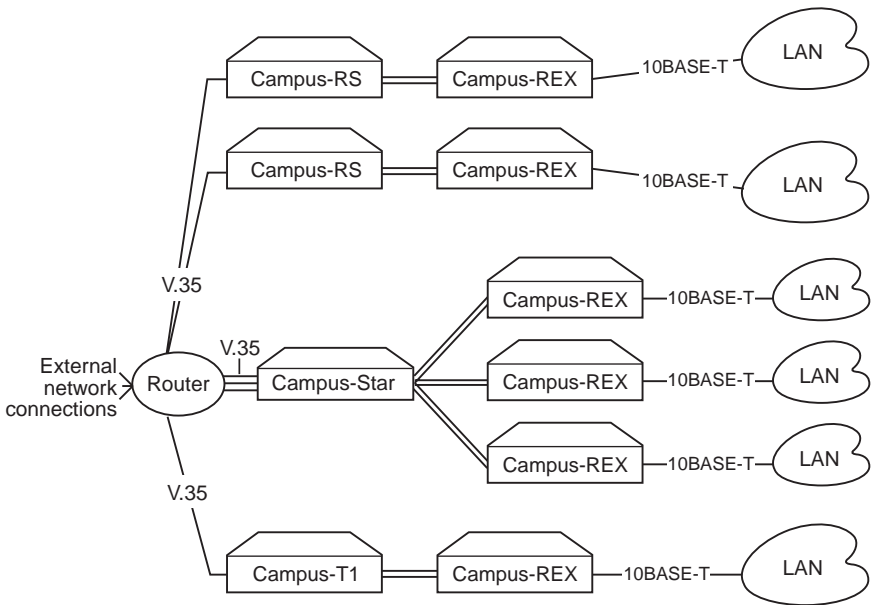 Campus-RS
Campus-REX
10BASE-T
LAN
Campus-RS
Campus-REX
10BASE-T
LAN
V.35
Campus-REX
10BASE-T
LAN
External
network
connections
Router
V.35
Campus-Star
Campus-REX
10BASE-T
LAN
Campus-REX
10BASE-T
LAN
V.35
Campus-T1
Campus-REX
10BASE-T
LAN